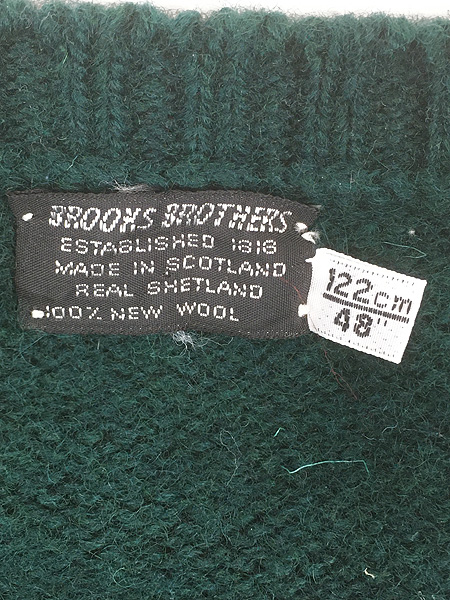 BROOKS BROTHERS
ESTABLISHED 1818
MADE IN SCOTLAND
REAL SHETLAND
100% NEW WOOL
122cm
48"